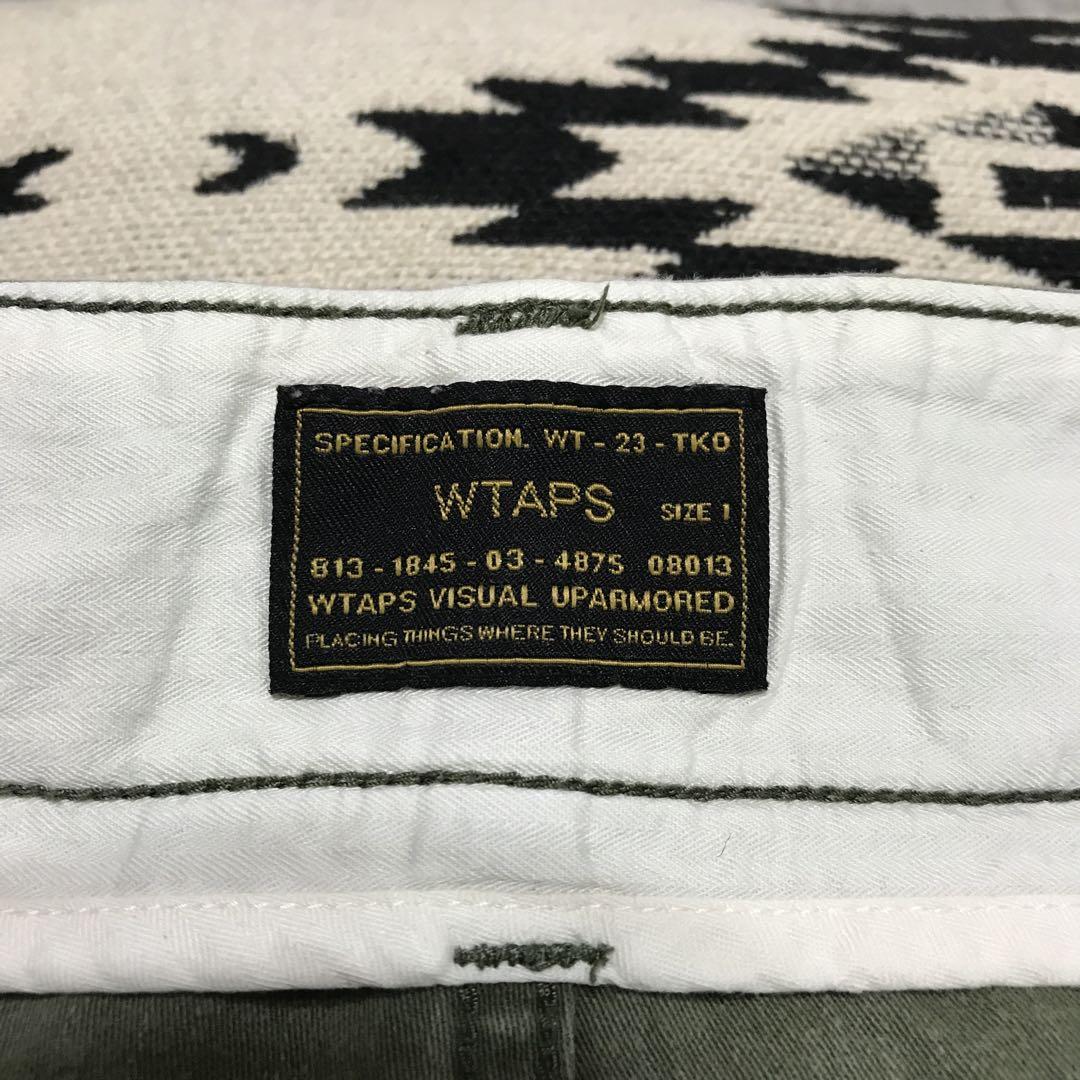 SPECIFICATION. WT - 23 - TKO
WTAPS SIZE 1
813 - 1845 - 03 - 4875 08013
WTAPS VISUAL UPARMORED
PLACING THINGS WHERE THEY SHOULD BE.